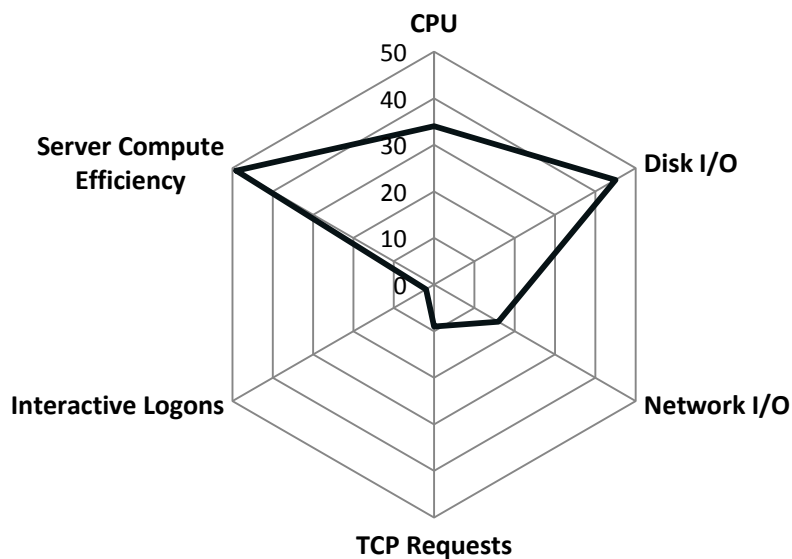 CPU
50
40
30
20
10
0
Server Compute
Efficiency
Disk I/O
Interactive Logons
Network I/O
TCP Requests